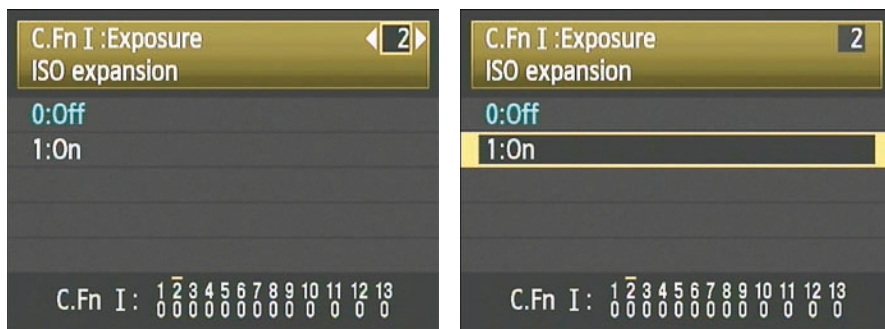 C.Fn I :Exposure 2
ISO expansion
0:Off
1:On
C.Fn I : 1 2 3 4 5 6 7 8 9 10 11 12 13
0 0 0 0 0 0 0 0 0 0 0 0 0
C.Fn I :Exposure 2
ISO expansion
0:Off
1:On
C.Fn I : 1 2 3 4 5 6 7 8 9 10 11 12 13
0 0 0 0 0 0 0 0 0 0 0 0 0